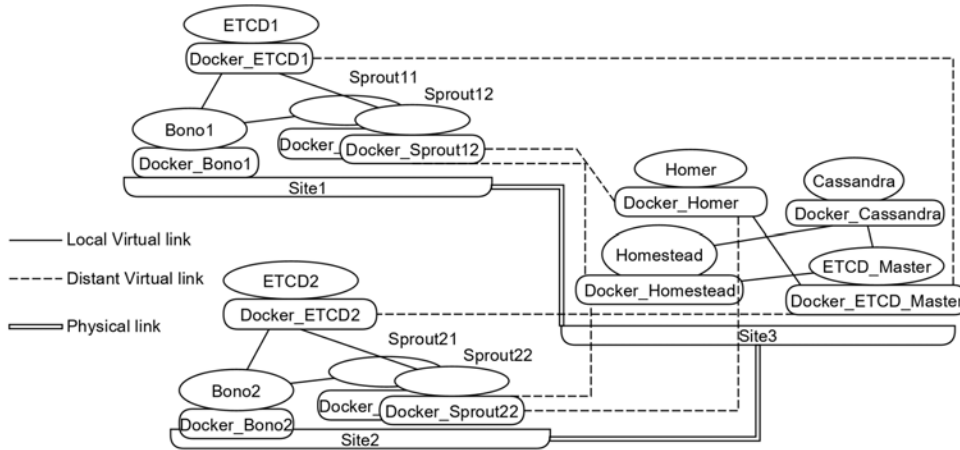 ETCD1
Docker_ETCD1
Sprout11
Sprout12
Bono1
Docker_
Docker_Sprout12
Docker_Bono1
Site1
Homer
Docker_Homer
Cassandra
Docker_Cassandra
Homestead
Docker_Homestead
ETCD_Master
Docker_ETCD_Master
Site3
Local Virtual link
Distant Virtual link
Physical link
ETCD2
Docker_ETCD2
Sprout21
Sprout22
Bono2
Docker_
Docker_Sprout22
Docker_Bono2
Site2